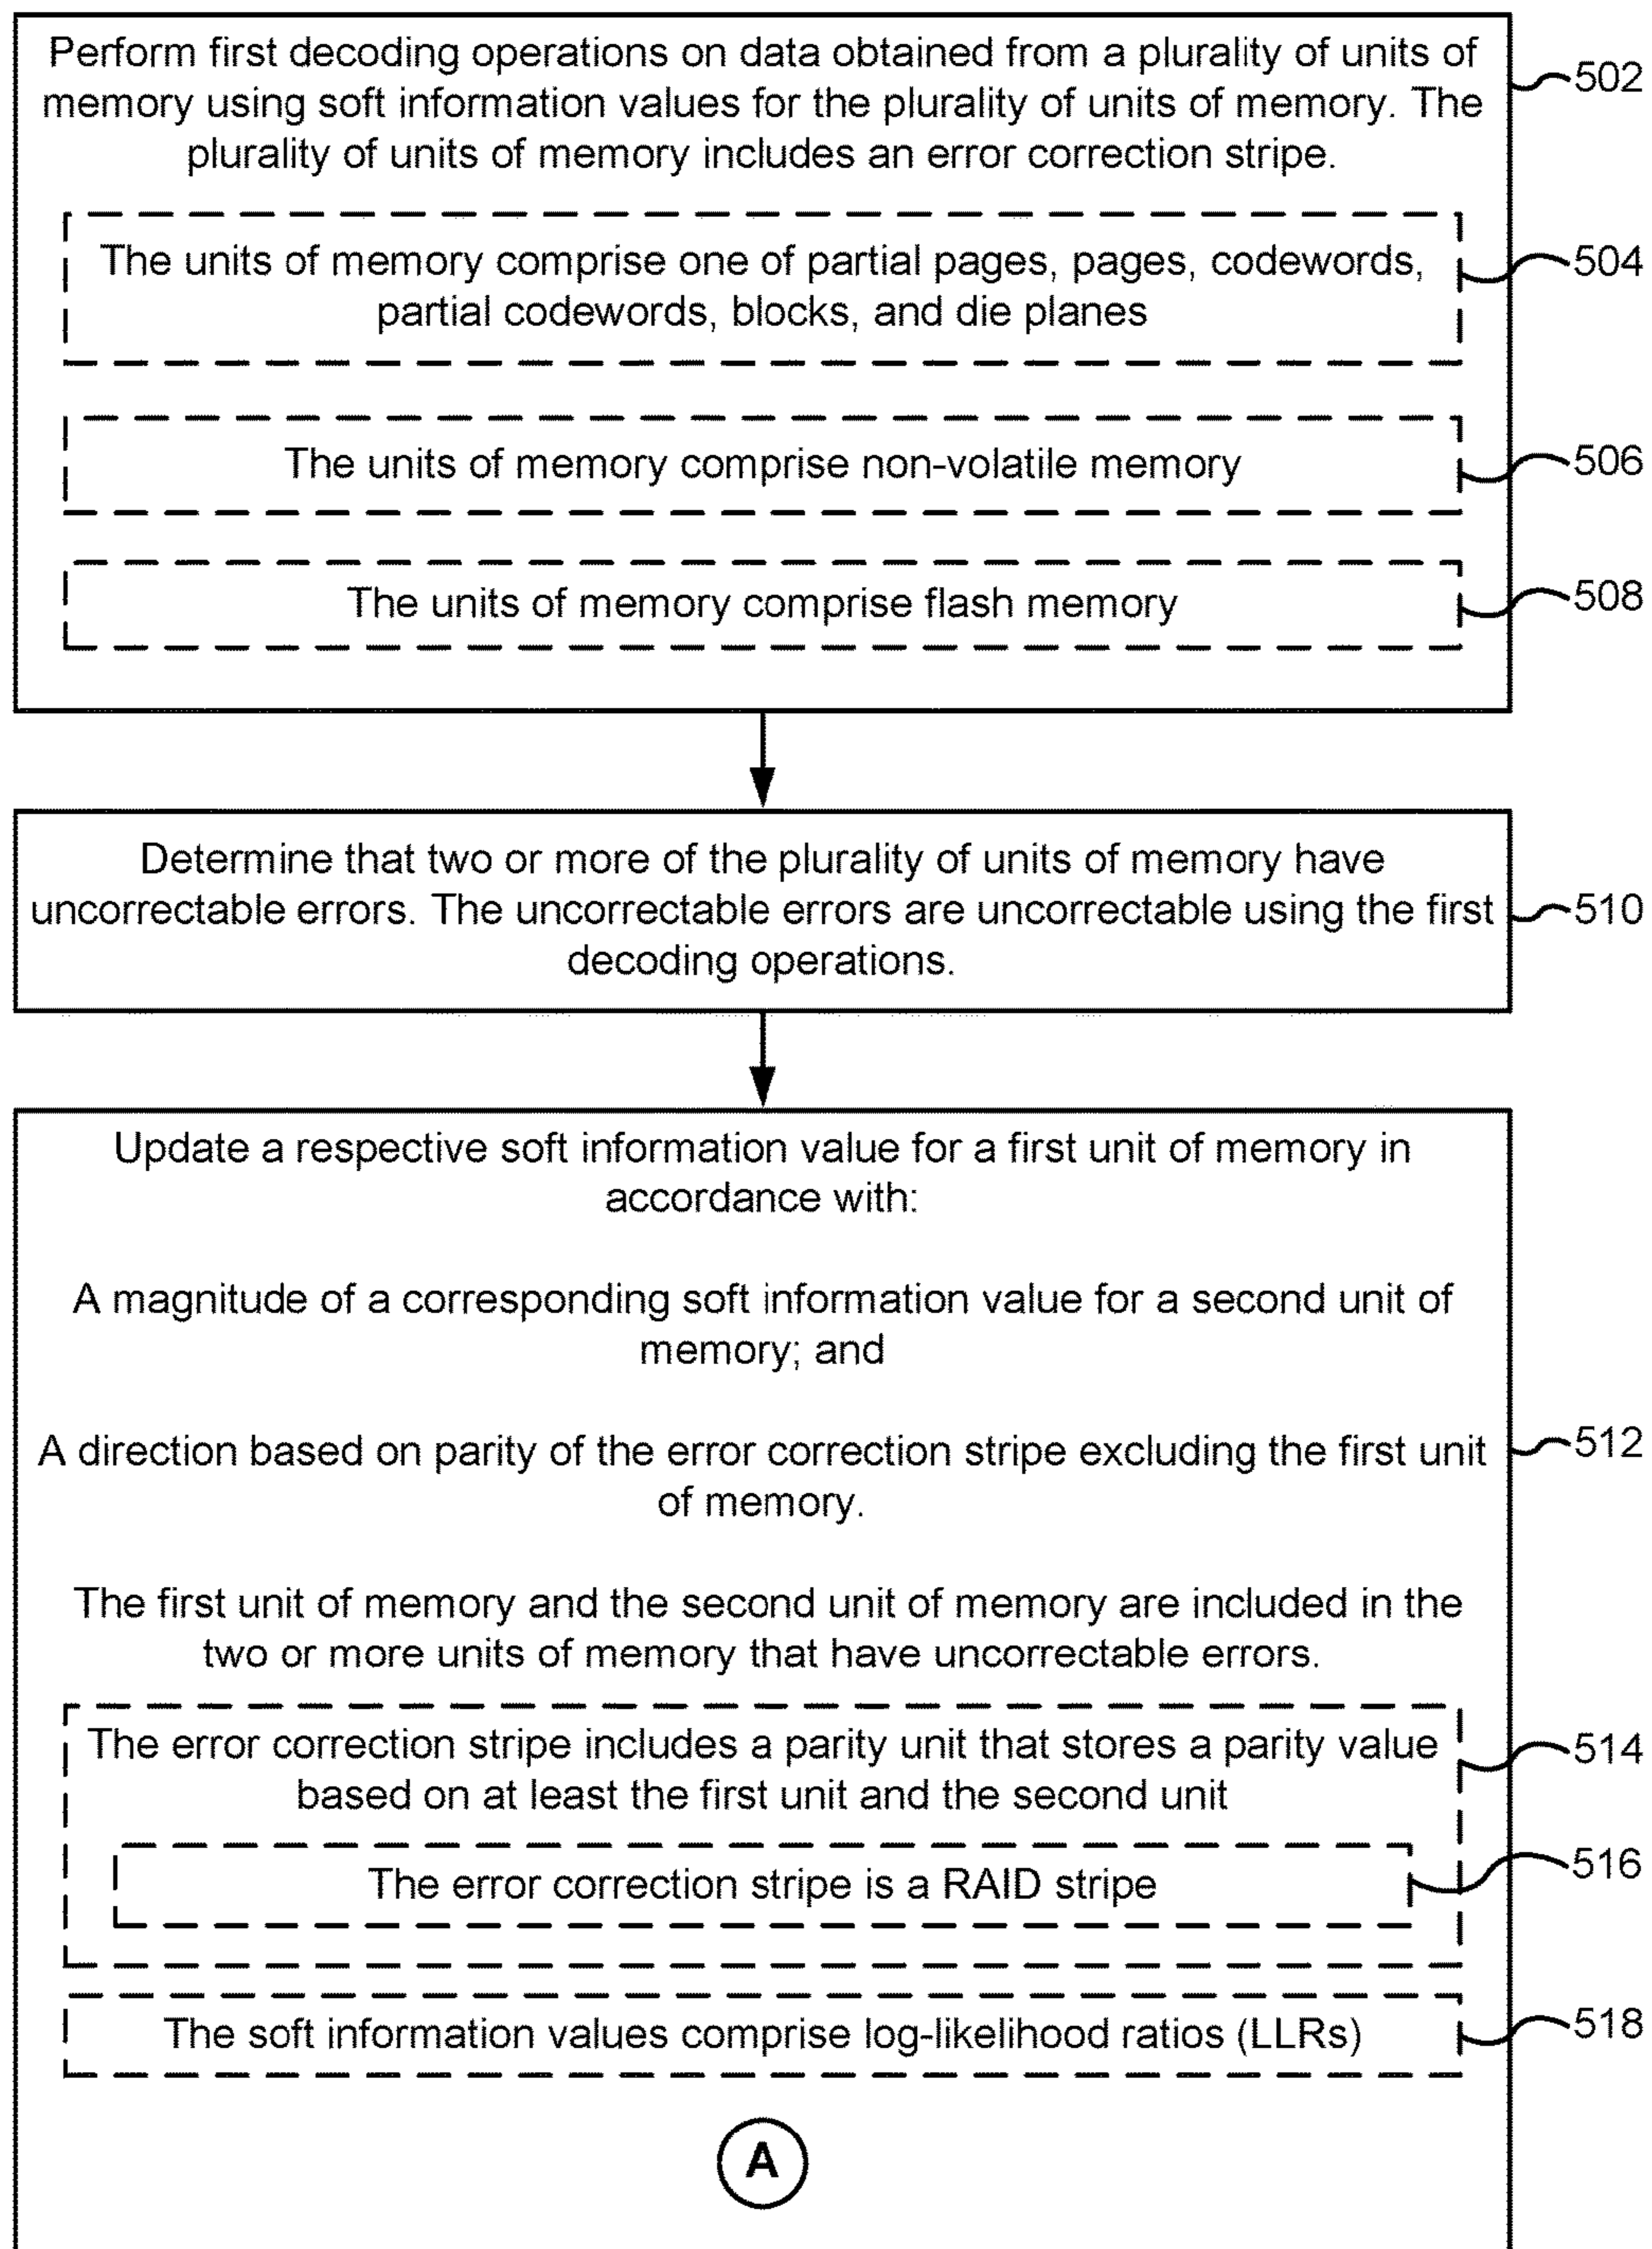 Perform first decoding operations on data obtained from a plurality of units of
memory using soft information values for the plurality of units of memory. The
plurality of units of memory includes an error correction stripe.
502
The units of memory comprise one of partial pages, pages, codewords,
partial codewords, blocks, and die planes
504
The units of memory comprise non-volatile memory
506
The units of memory comprise flash memory
508
Determine that two or more of the plurality of units of memory have
uncorrectable errors. The uncorrectable errors are uncorrectable using the first
decoding operations.
510
Update a respective soft information value for a first unit of memory in
accordance with:
A magnitude of a corresponding soft information value for a second unit of
memory; and
A direction based on parity of the error correction stripe excluding the first unit
of memory.
512
The first unit of memory and the second unit of memory are included in the
two or more units of memory that have uncorrectable errors.
The error correction stripe includes a parity unit that stores a parity value
based on at least the first unit and the second unit
514
The error correction stripe is a RAID stripe
516
The soft information values comprise log-likelihood ratios (LLRs)
518
A